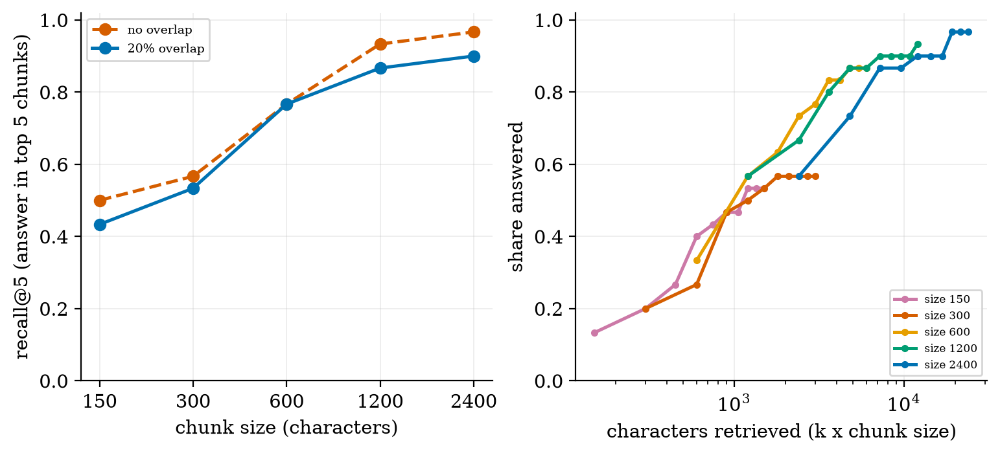 1.0
0.8
0.6
0.4
0.2
0.0
recall@5 (answer in top 5 chunks)
no overlap
20% overlap
150 300 600 1200 2400
chunk size (characters)
1.0
0.8
0.6
0.4
0.2
0.0
share answered
size 150
size 300
size 600
size 1200
size 2400
10³ 10⁴
characters retrieved (k x chunk size)